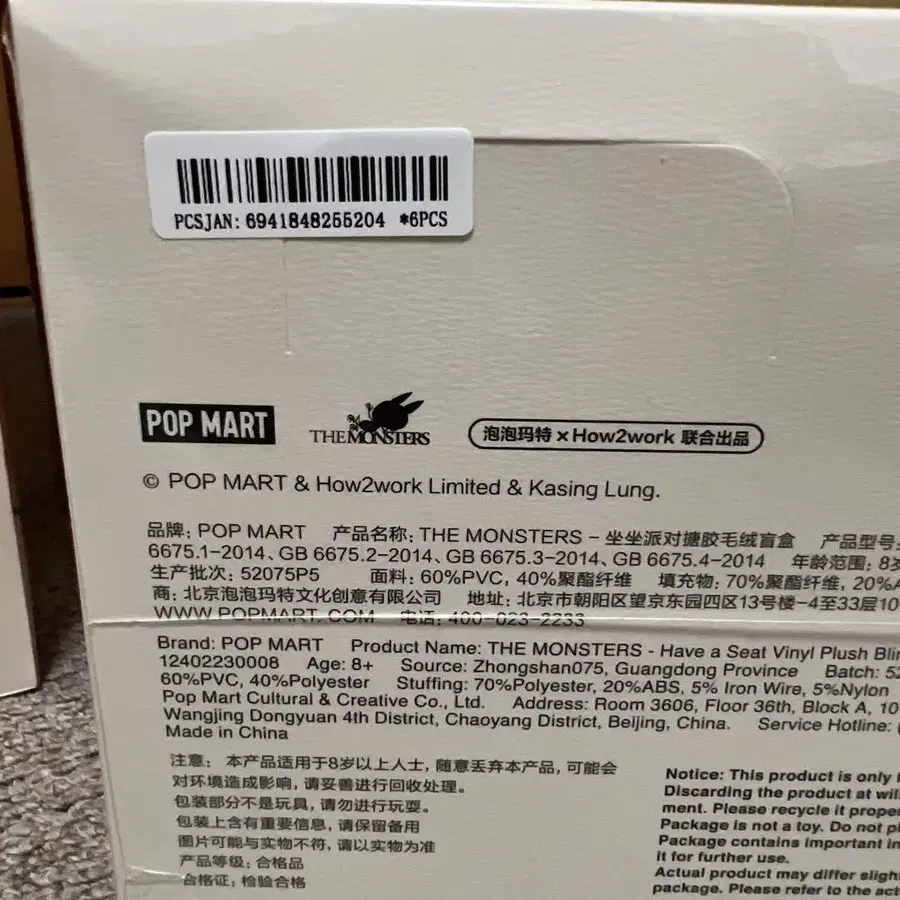 PCSJAN: 6941848255204 *6PCS
POP MART
THE MONSTERS
泡泡玛特 × How2work 联合出品
© POP MART & How2work Limited & Kasing Lung.
品牌: POP MART 产品名称: THE MONSTERS - 坐坐派对搪胶毛绒盲盒 产品型号:
6675.1-2014、GB 6675.2-2014、GB 6675.3-2014、GB 6675.4-2014 年龄范围: 8岁
生产批次: 52075P5 面料: 60%PVC, 40%聚酯纤维 填充物: 70%聚酯纤维, 20%A
商: 北京泡泡玛特文化创意有限公司 地址: 北京市朝阳区望京东园四区13号楼-4至33层10
WWW.POPMART.COM 电话: 400-023-2233
Brand: POP MART Product Name: THE MONSTERS - Have a Seat Vinyl Plush Blin
12402230008 Age: 8+ Source: Zhongshan075, Guangdong Province Batch: 52
60%PVC, 40%Polyester Stuffing: 70%Polyester, 20%ABS, 5% Iron Wire, 5%Nylon
Pop Mart Cultural & Creative Co., Ltd. Address: Room 3606, Floor 36th, Block A, 10
Wangjing Dongyuan 4th District, Chaoyang District, Beijing, China. Service Hotline: (
Made in China
注意: 本产品适用于8岁以上人士, 随意丢弃本产品, 可能会
对环境造成影响, 请妥善进行回收处理。
包装部分不是玩具, 请勿进行玩耍。
包装上含有重要信息, 请保留备用
图片可能与实物不符, 请以实物为准
产品等级: 合格品
合格证: 检验合格
Notice: This product is only f
Discarding the product at wil
ment. Please recycle it prope
Package is not a toy. Do not pl
Package contains important in
it for further use.
Actual product may differ sligh
package. Please refer to the act